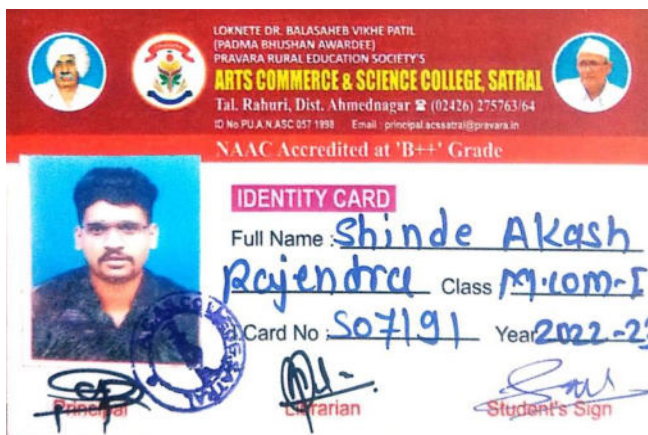 LOKNETE DR. BALASAHEB VIKHE PATIL
(PADMA BHUSHAN AWARDEE)
PRAVARA RURAL EDUCATION SOCIETY'S
ARTS COMMERCE & SCIENCE COLLEGE, SATRAL
Tal. Rahuri, Dist. Ahmednagar ☎ (02426) 275763/64
ID No PU.A.N.ASC 057 1998 Email : principal.acssatral@pravara.in
NAAC Accredited at 'B++' Grade
IDENTITY CARD
Full Name : Shinde Akash
Rajendra Class M.com-I
Card No : S07191 Year 2022-23
Principal Librarian Student's Sign